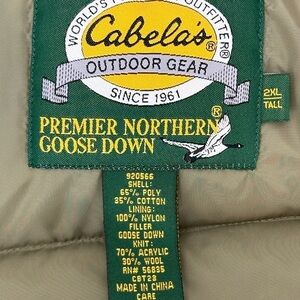 WORLD'S OUTFITTER®
Cabela's®
OUTDOOR GEAR
SINCE 1961
2XL
TALL
PREMIER NORTHERN®
GOOSE DOWN
920566
SHELL:
65% POLY
35% COTTON
LINING:
100% NYLON
FILLER
GOOSE DOWN
KNIT:
70% ACRYLIC
30% WOOL
RN# 56835
CBT28
MADE IN CHINA
CARE